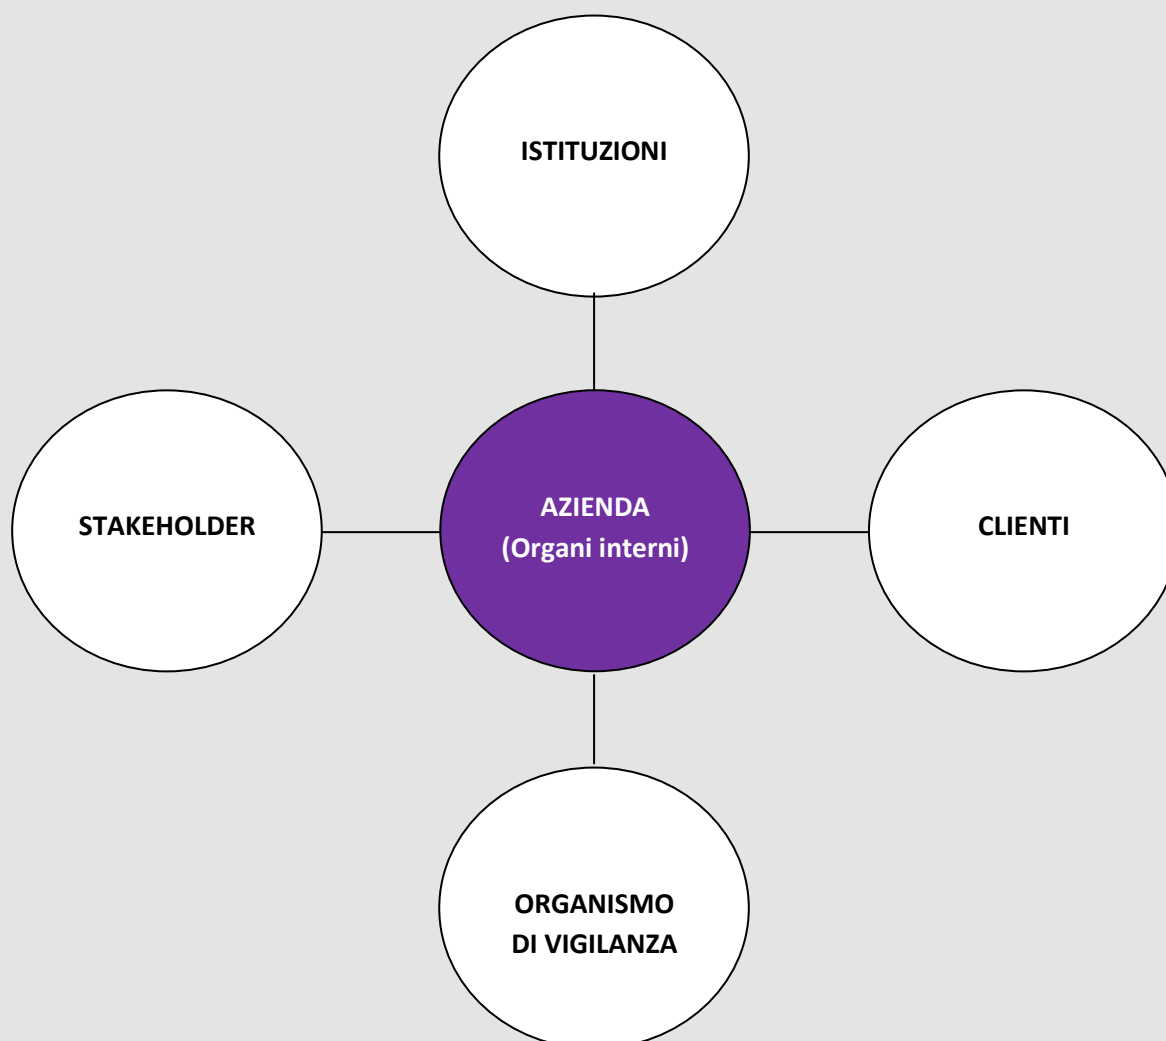 ISTITUZIONI
STAKEHOLDER
AZIENDA
(Organi interni)
CLIENTI
ORGANISMO
DI VIGILANZA